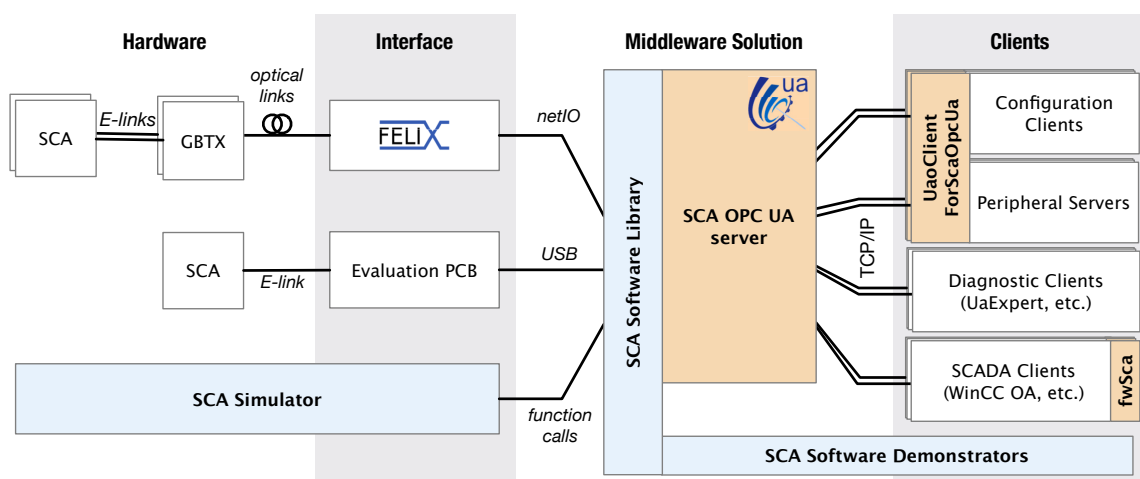 Hardware
Interface
Middleware Solution
Clients
SCA
E-links
GBTX
optical
links
FELIX
netIO
SCA
E-link
Evaluation PCB
USB
SCA Simulator
function
calls
SCA Software Library
ua
SCA OPC UA
server
TCP/IP
UaoClient
ForScaOpcUa
Configuration
Clients
Peripheral Servers
Diagnostic Clients
(UaExpert, etc.)
SCADA Clients
(WinCC OA, etc.)
fwSca
SCA Software Demonstrators